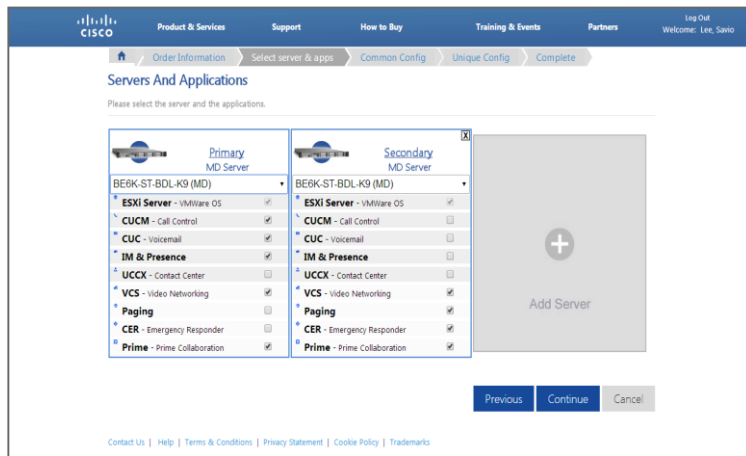 CISCO
Product & Services
Support
How to Buy
Training & Events
Partners
Log Out
Welcome: Lee, Savio
Order Information
Select server & apps
Common Config
Unique Config
Complete
Servers And Applications
Please select the server and the applications.
Primary
MD Server
BE6K-ST-BDL-K9 (MD)
ESXi Server - VMWare OS
CUCM - Call Control
CUC - Voicemail
IM & Presence
UCCX - Contact Center
VCS - Video Networking
Paging
CER - Emergency Responder
Prime - Prime Collaboration
X
Secondary
MD Server
BE6K-ST-BDL-K9 (MD)
ESXi Server - VMWare OS
CUCM - Call Control
CUC - Voicemail
IM & Presence
UCCX - Contact Center
VCS - Video Networking
Paging
CER - Emergency Responder
Prime - Prime Collaboration
Add Server
Previous
Continue
Cancel
Contact Us | Help | Terms & Conditions | Privacy Statement | Cookie Policy | Trademarks